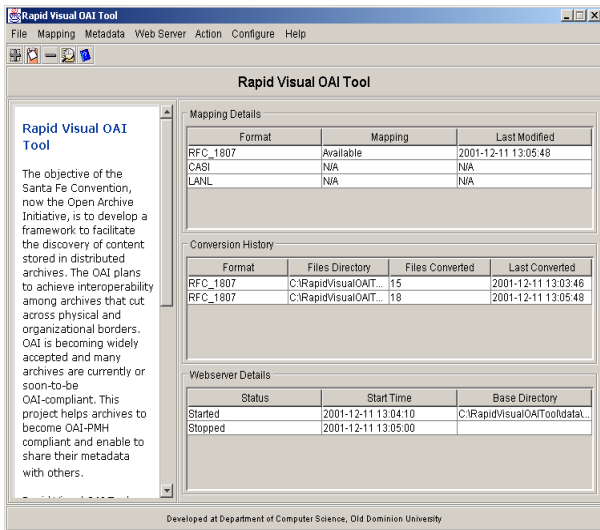 Rapid Visual OAI Tool
File Mapping Metadata Web Server Action Configure Help
Rapid Visual OAI Tool
Rapid Visual OAI
Tool
The objective of the
Santa Fe Convention,
now the Open Archive
Initiative, is to develop a
framework to facilitate
the discovery of content
stored in distributed
archives. The OAI plans
to achieve interoperability
among archives that cut
across physical and
organizational borders.
OAI is becoming widely
accepted and many
archives are currently or
soon-to-be
OAI-compliant. This
project helps archives to
become OAI-PMH
compliant and enable to
share their metadata
with others.
Mapping Details
Format Mapping Last Modified
RFC_1807 Available 2001-12-11 13:05:48
CASI N/A N/A
LANL N/A N/A
Conversion History
Format Files Directory Files Converted Last Converted
RFC_1807 C:\RapidVisualOAIT... 15 2001-12-11 13:03:46
RFC_1807 C:\RapidVisualOAIT... 18 2001-12-11 13:05:48
Webserver Details
Status Start Time Base Directory
Started 2001-12-11 13:04:10 C:\RapidVisualOAITool\data\...
Stopped 2001-12-11 13:05:00
Developed at Department of Computer Science, Old Dominion University